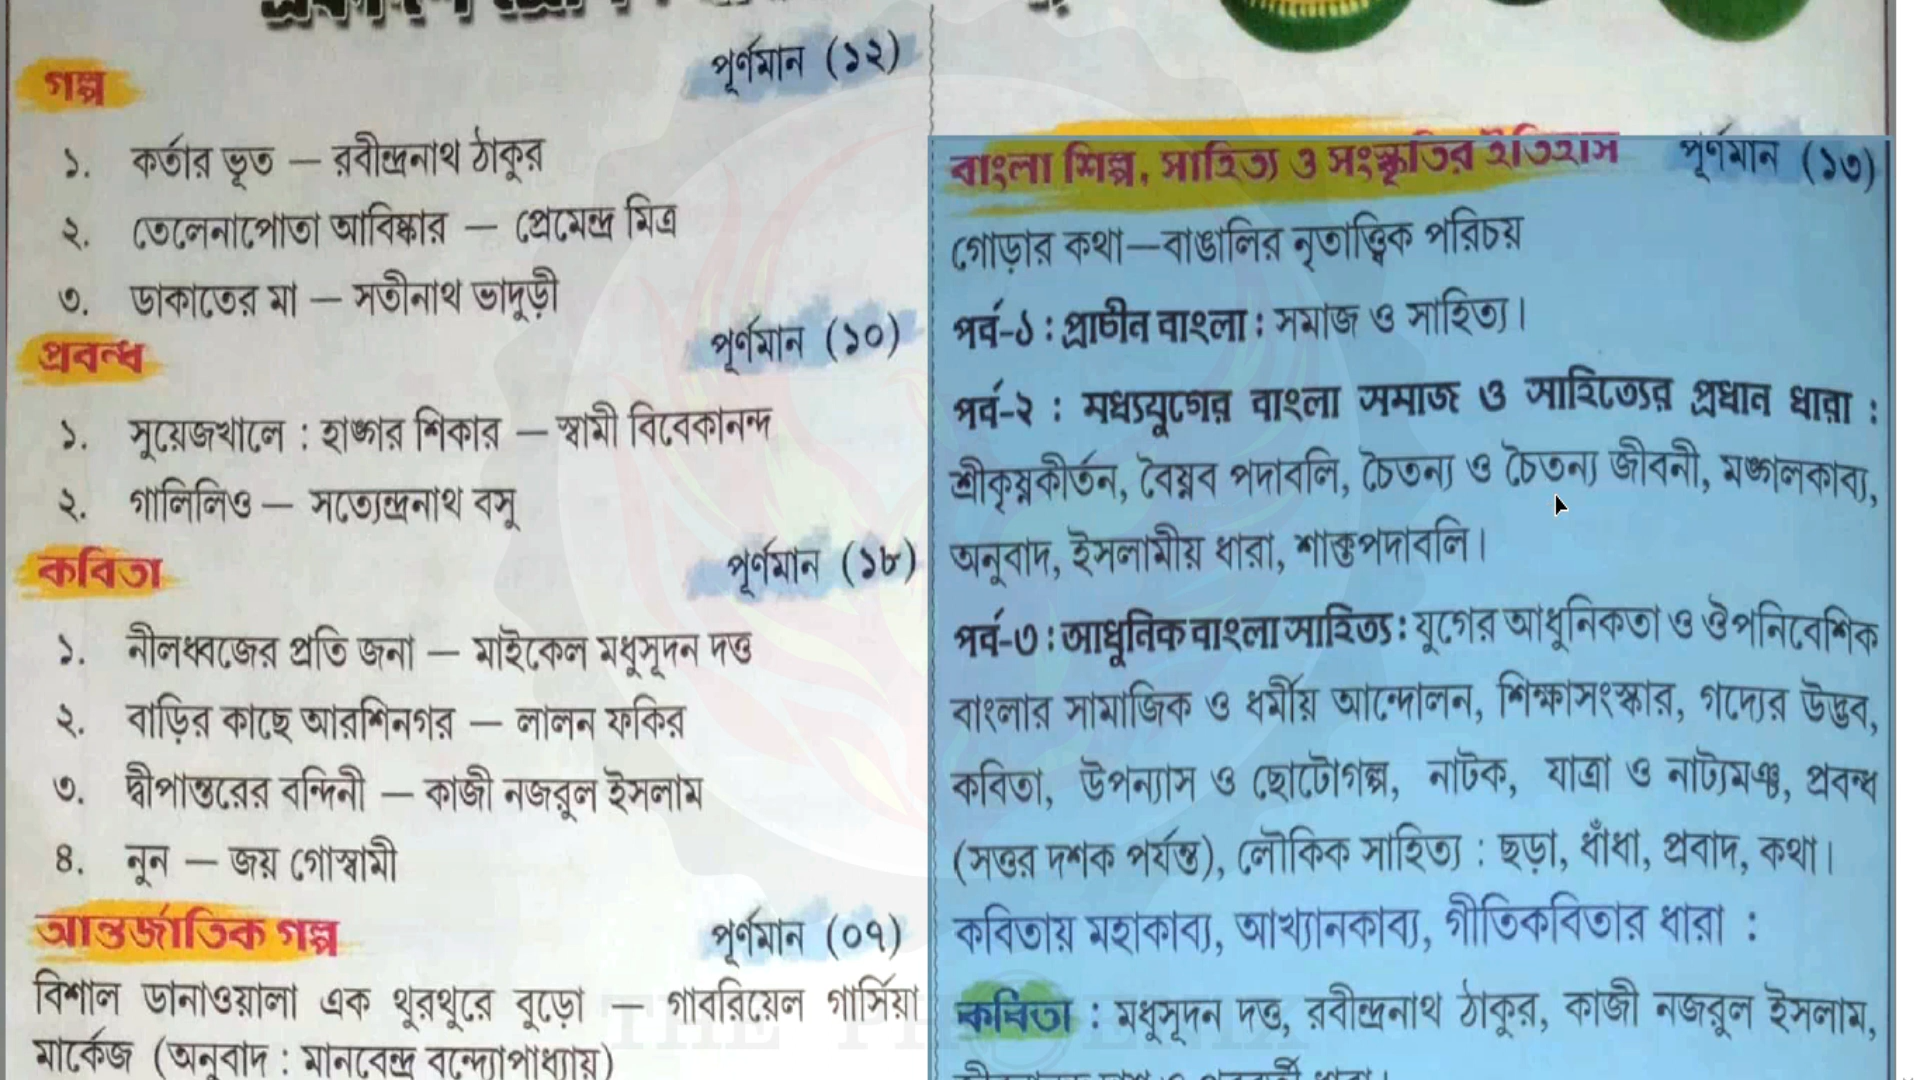 গল্প
পূর্ণমান (১২)
১. কর্তার ভূত — রবীন্দ্রনাথ ঠাকুর
২. তেলেনাপোতা আবিষ্কার — প্রেমেন্দ্র মিত্র
৩. ডাকাতের মা — সতীনাথ ভাদুড়ী
প্রবন্ধ
পূর্ণমান (১০)
১. সুয়েজখালে : হাঙ্গর শিকার — স্বামী বিবেকানন্দ
২. গালিলিও — সত্যেন্দ্রনাথ বসু
কবিতা
পূর্ণমান (১৮)
১. নীলধ্বজের প্রতি জনা — মাইকেল মধুসূদন দত্ত
২. বাড়ির কাছে আরশিনগর — লালন ফকির
৩. দ্বীপান্তরের বন্দিনী — কাজী নজরুল ইসলাম
৪. নুন — জয় গোস্বামী
আন্তর্জাতিক গল্প
পূর্ণমান (০৭)
বিশাল ডানাওয়ালা এক থুরথুরে বুড়ো — গাবরিয়েল গার্সিয়া
মার্কেজ (অনুবাদ : মানবেন্দ্র বন্দ্যোপাধ্যায়)
বাংলা শিল্প, সাহিত্য ও সংস্কৃতির ইতিহাস
পূর্ণমান (১৩)
গোড়ার কথা—বাঙালির নৃতাত্ত্বিক পরিচয়
পর্ব-১ : প্রাচীন বাংলা : সমাজ ও সাহিত্য।
পর্ব-২ : মধ্যযুগের বাংলা সমাজ ও সাহিত্যের প্রধান ধারা :
শ্রীকৃষ্ণকীর্তন, বৈষ্ণব পদাবলি, চৈতন্য ও চৈতন্য জীবনী, মঙ্গলকাব্য,
অনুবাদ, ইসলামীয় ধারা, শাক্তপদাবলি।
পর্ব-৩ : আধুনিক বাংলা সাহিত্য : যুগের আধুনিকতা ও ঔপনিবেশিক
বাংলার সামাজিক ও ধর্মীয় আন্দোলন, শিক্ষাসংস্কার, গদ্যের উদ্ভব,
কবিতা, উপন্যাস ও ছোটোগল্প, নাটক, যাত্রা ও নাট্যমঞ্চ, প্রবন্ধ
(সত্তর দশক পর্যন্ত), লৌকিক সাহিত্য : ছড়া, ধাঁধা, প্রবাদ, কথা।
কবিতায় মহাকাব্য, আখ্যানকাব্য, গীতিকবিতার ধারা :
কবিতা : মধুসূদন দত্ত, রবীন্দ্রনাথ ঠাকুর, কাজী নজরুল ইসলাম,
THE PHOENIX